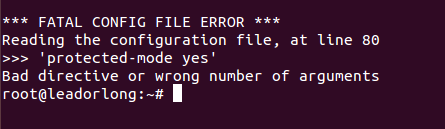 *** FATAL CONFIG FILE ERROR ***
Reading the configuration file, at line 80
>>> 'protected-mode yes'
Bad directive or wrong number of arguments
root@leadorlong:~#